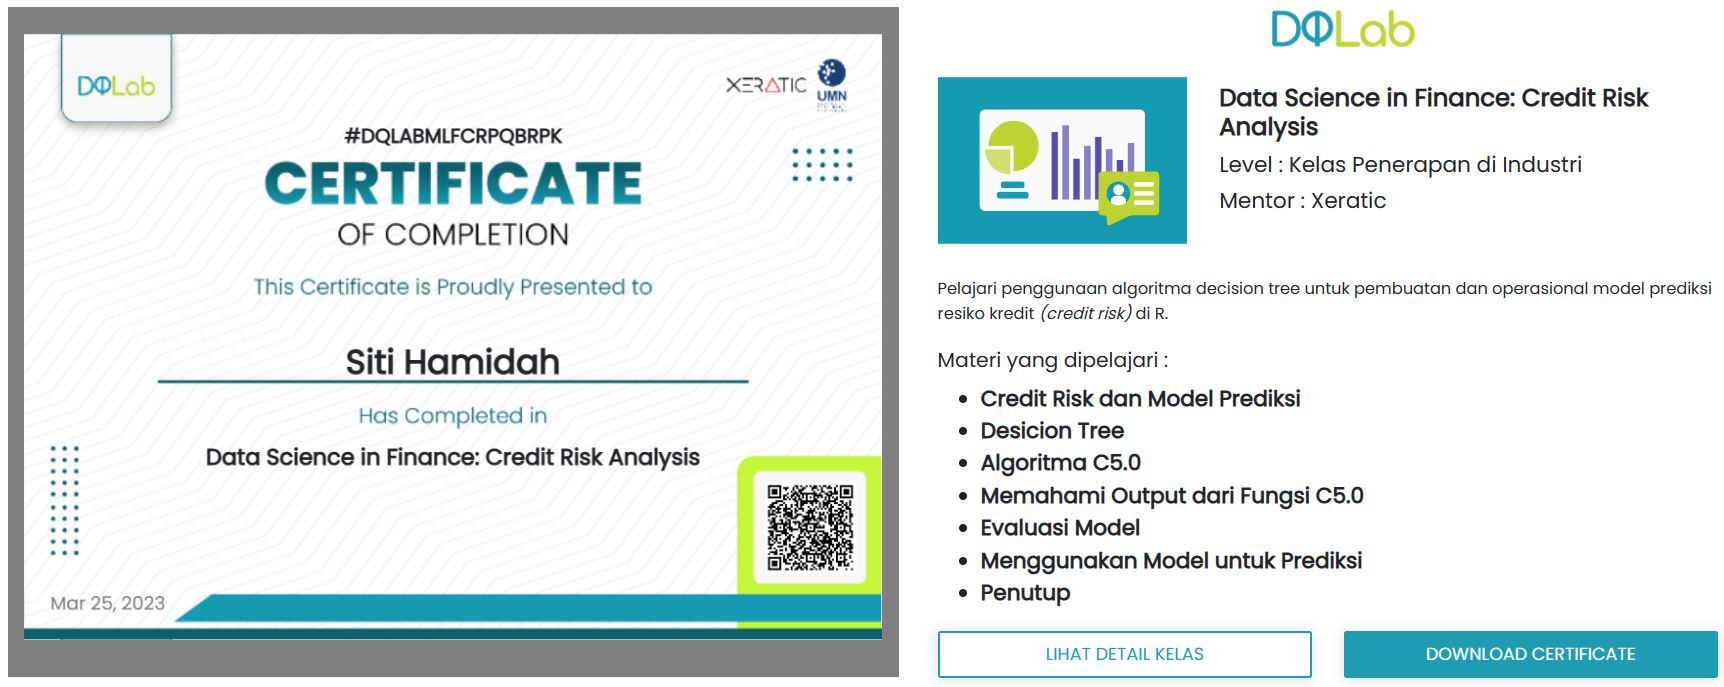 DQLab
XERATIC
UMN
#DQLABMLFCRPQBRPK
CERTIFICATE
OF COMPLETION
This Certificate is Proudly Presented to
Siti Hamidah
Has Completed in
Data Science in Finance: Credit Risk Analysis
Mar 25, 2023
DQLab
Data Science in Finance: Credit Risk
Analysis
Level : Kelas Penerapan di Industri
Mentor : Xeratic
Pelajari penggunaan algoritma decision tree untuk pembuatan dan operasional model prediksi
resiko kredit (credit risk) di R.
Materi yang dipelajari :
• Credit Risk dan Model Prediksi
• Desicion Tree
• Algoritma C5.0
• Memahami Output dari Fungsi C5.0
• Evaluasi Model
• Menggunakan Model untuk Prediksi
• Penutup
LIHAT DETAIL KELAS
DOWNLOAD CERTIFICATE